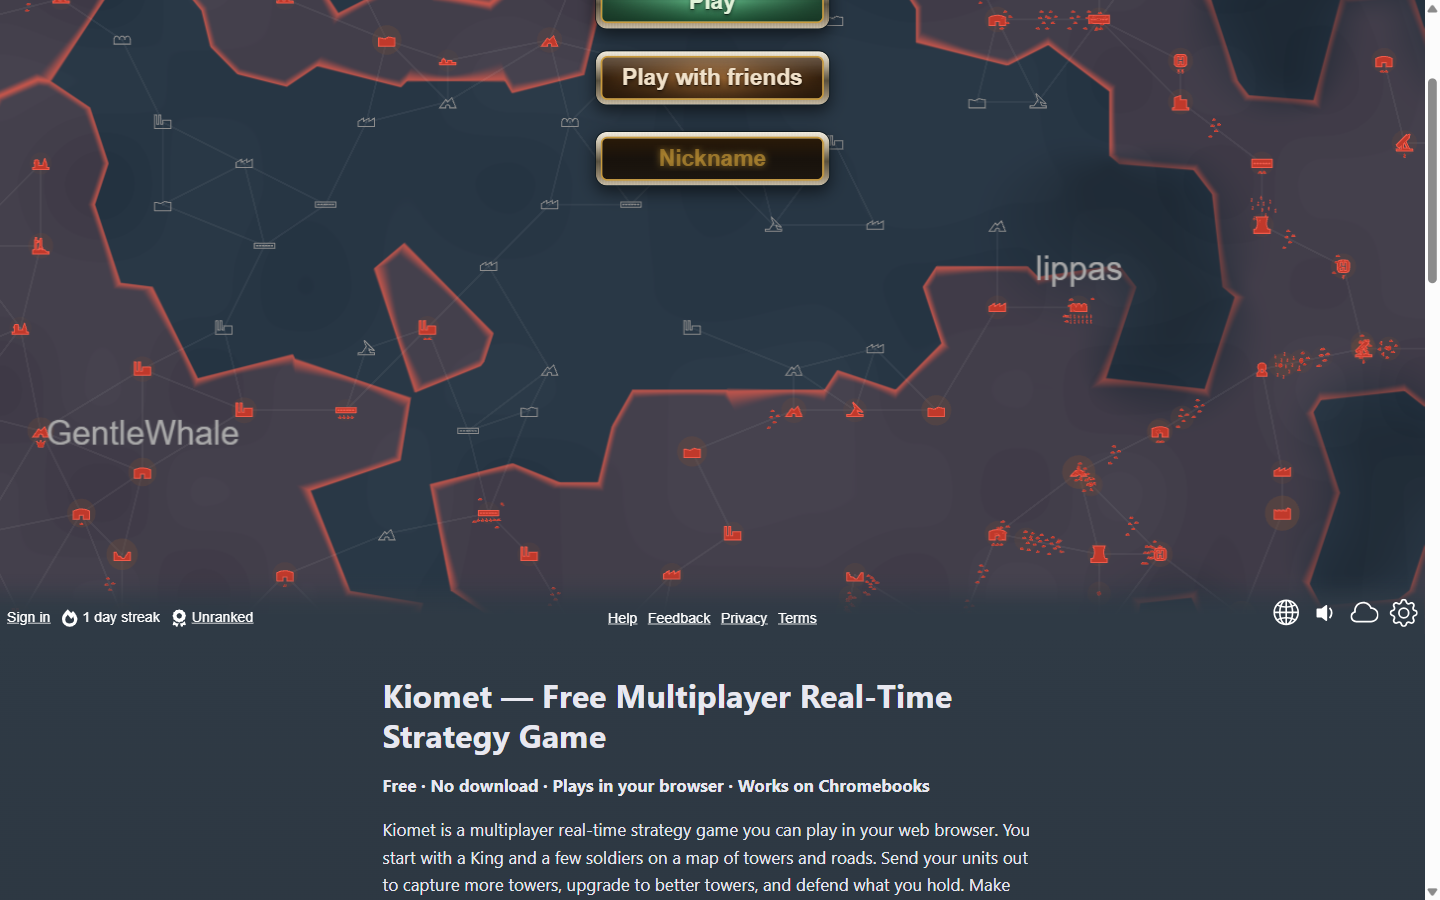 Play
Play with friends
Nickname
lippas
GentleWhale
Sign in 1 day streak Unranked
Help Feedback Privacy Terms
Kiomet — Free Multiplayer Real-Time
Strategy Game
Free · No download · Plays in your browser · Works on Chromebooks
Kiomet is a multiplayer real-time strategy game you can play in your web browser. You
start with a King and a few soldiers on a map of towers and roads. Send your units out
to capture more towers, upgrade to better towers, and defend what you hold. Make